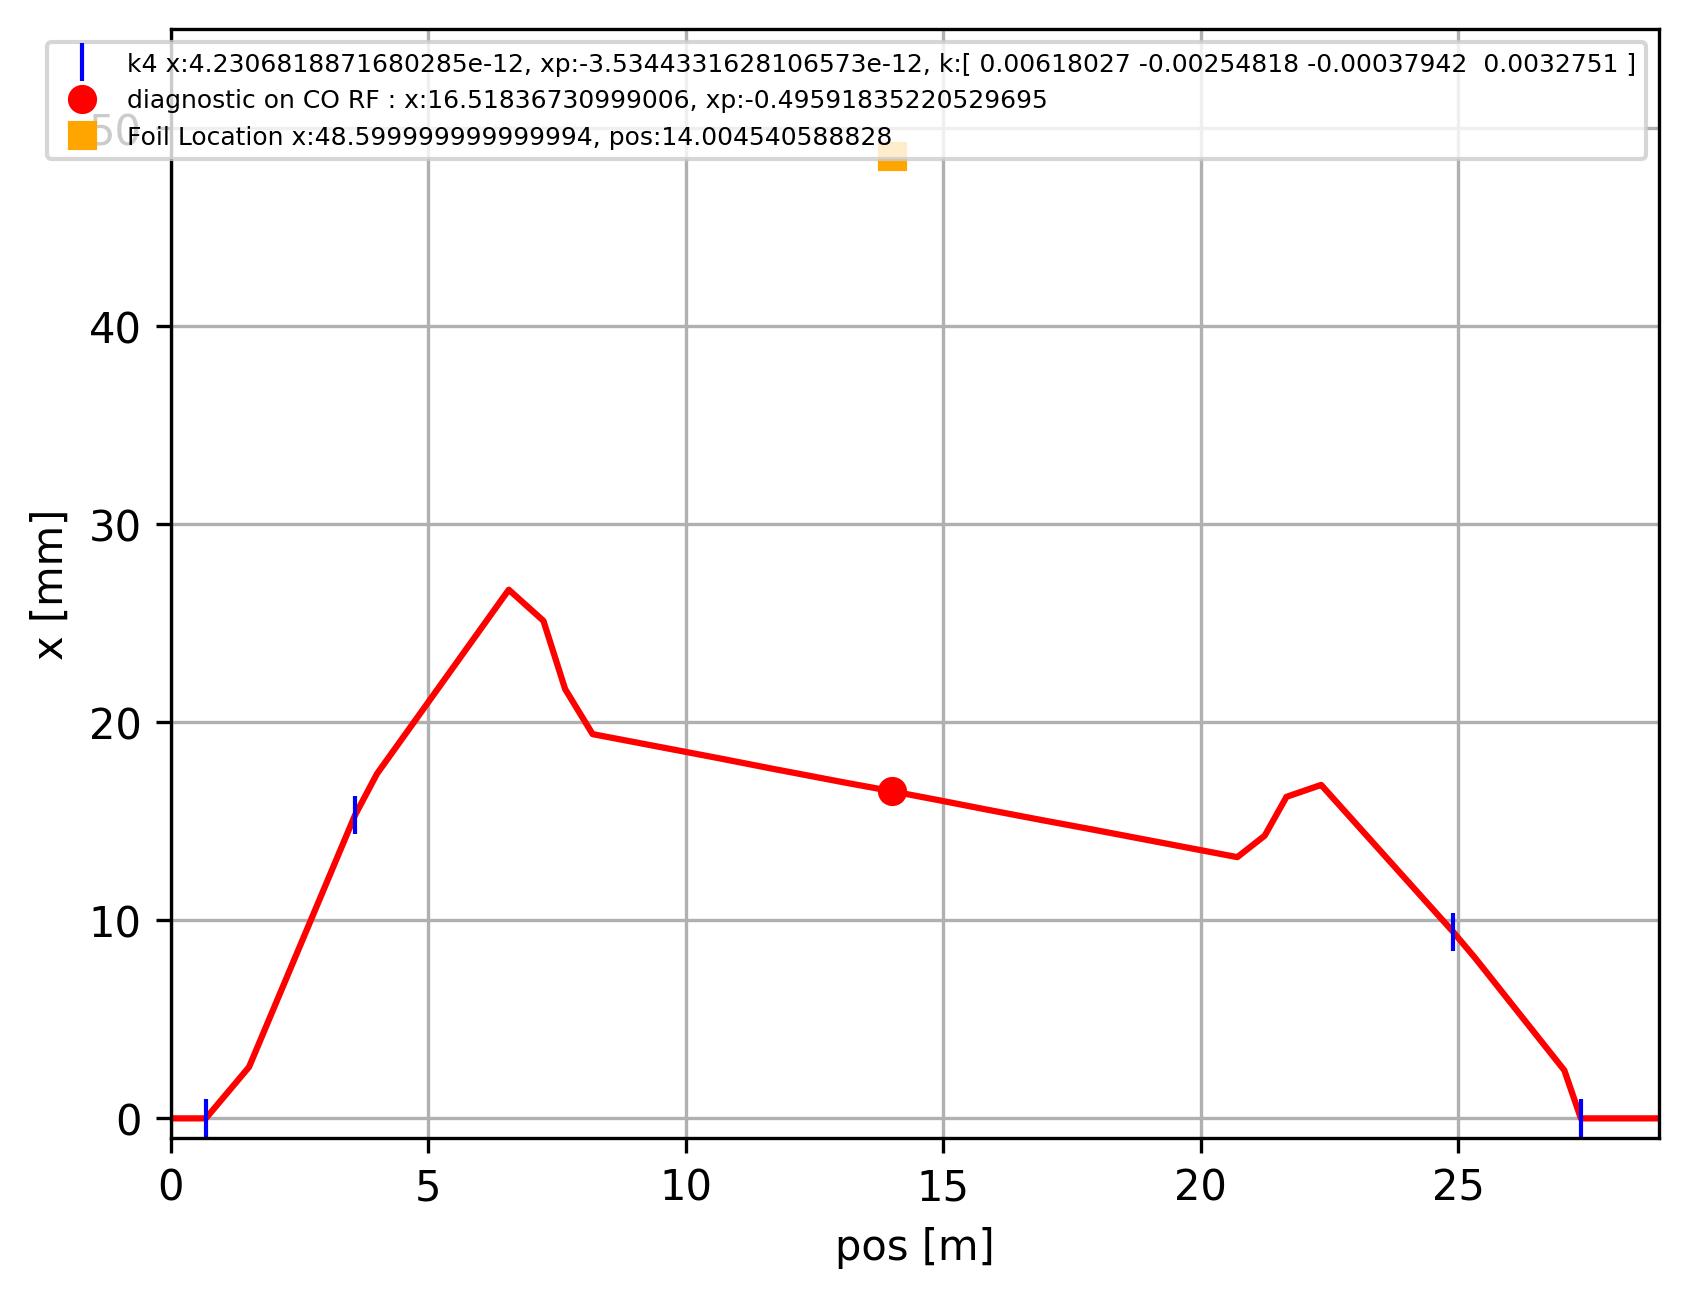 k4 x:4.2306818871680285e-12, xp:-3.5344331628106573e-12, k:[ 0.00618027 -0.00254818 -0.00037942  0.0032751 ]
diagnostic on CO RF : x:16.51836730999006, xp:-0.49591835220529695
Foil Location x:48.599999999999994, pos:14.004540588828
50
40
30
20
10
0
x [mm]
0 5 10 15 20 25
pos [m]